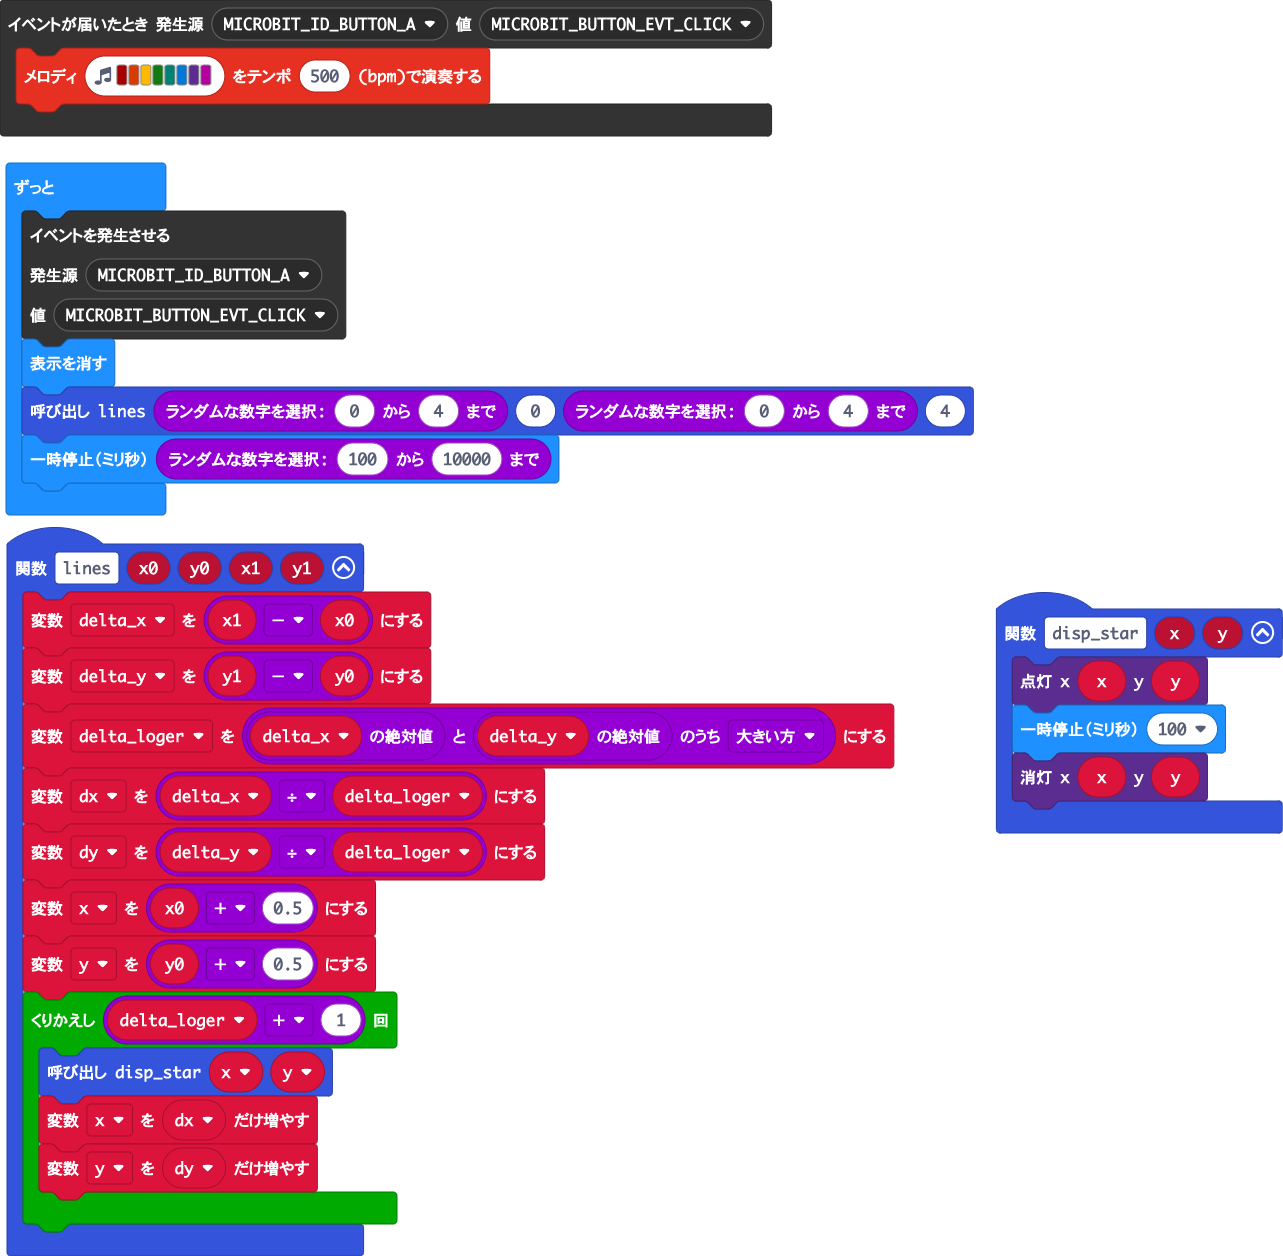 イベントが届いたとき 発生源 MICROBIT_ID_BUTTON_A 値 MICROBIT_BUTTON_EVT_CLICK
メロディ をテンポ 500 (bpm)で演奏する
ずっと
イベントを発生させる
発生源 MICROBIT_ID_BUTTON_A
値 MICROBIT_BUTTON_EVT_CLICK
表示を消す
呼び出し lines ランダムな数字を選択: 0 から 4 まで 0 ランダムな数字を選択: 0 から 4 まで 4
一時停止(ミリ秒) ランダムな数字を選択: 100 から 10000 まで
関数 lines x0 y0 x1 y1
変数 delta_x を x1 - x0 にする
変数 delta_y を y1 - y0 にする
変数 delta_loger を delta_x の絶対値 と delta_y の絶対値 のうち 大きい方 にする
変数 dx を delta_x ÷ delta_loger にする
変数 dy を delta_y ÷ delta_loger にする
変数 x を x0 + 0.5 にする
変数 y を y0 + 0.5 にする
くりかえし delta_loger + 1 回
呼び出し disp_star x y
変数 x を dx だけ増やす
変数 y を dy だけ増やす
関数 disp_star x y
点灯 x x y y
一時停止(ミリ秒) 100
消灯 x x y y